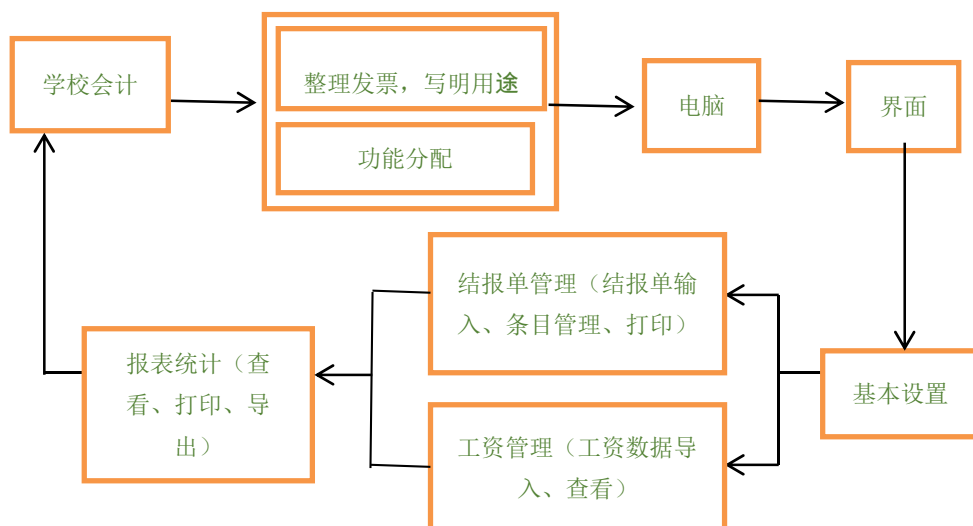 学校会计
整理发票，写明用途
功能分配
电脑
界面
结报单管理（结报单输
入、条目管理、打印）
报表统计（查
看、打印、导
出）
基本设置
工资管理（工资数据导
入、查看）